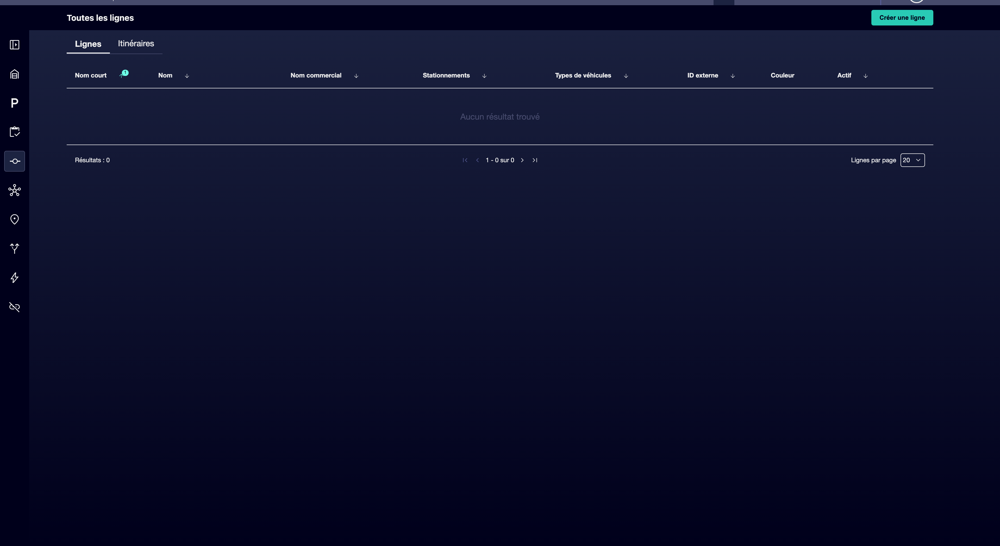 Toutes les lignes
Créer une ligne
Lignes Itinéraires
Nom court 1 Nom Nom commercial Stationnements Types de véhicules ID externe Couleur Actif
P
Aucun résultat trouvé
Résultats : 0 1 - 0 sur 0 Lignes par page 20